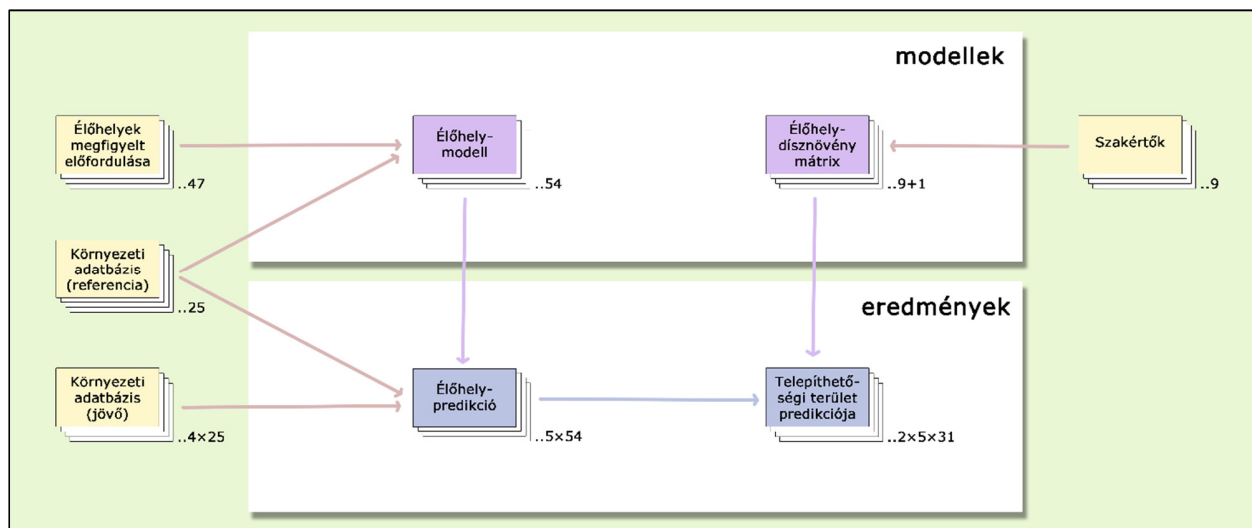 modellek
Élőhelyek
megfigyelt
előfordulása
..47
Élőhely-
modell
..54
Élőhely-
dísznövény
mátrix
..9+1
Szakértők
..9
Környezeti
adatbázis
(referencia)
..25
eredmények
Környezeti
adatbázis
(jövő)
..4×25
Élőhely-
predikció
..5×54
Telepíthető-
ségi terület
predikciója
..2×5×31